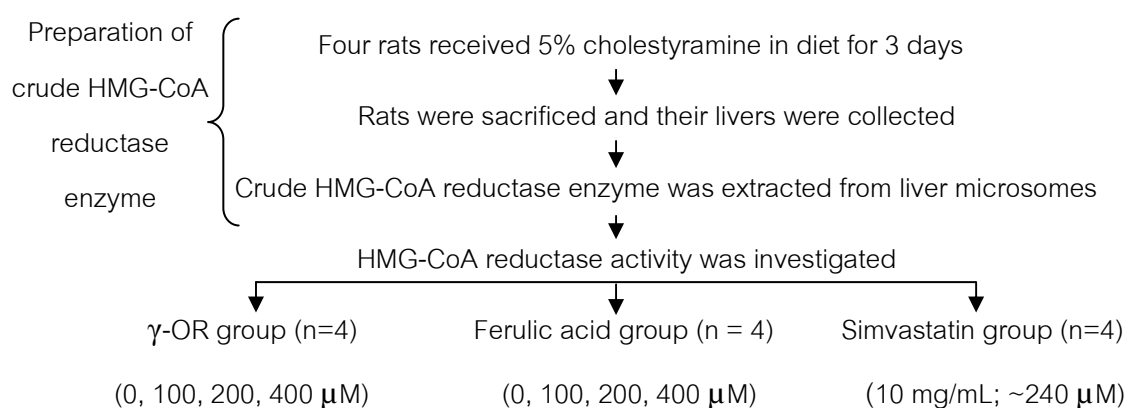 Preparation of
crude HMG-CoA
reductase
enzyme
Four rats received 5% cholestyramine in diet for 3 days
Rats were sacrificed and their livers were collected
Crude HMG-CoA reductase enzyme was extracted from liver microsomes
HMG-CoA reductase activity was investigated
γ-OR group (n=4)
(0, 100, 200, 400 μM)
Ferulic acid group (n = 4)
(0, 100, 200, 400 μM)
Simvastatin group (n=4)
(10 mg/mL; ~240 μM)